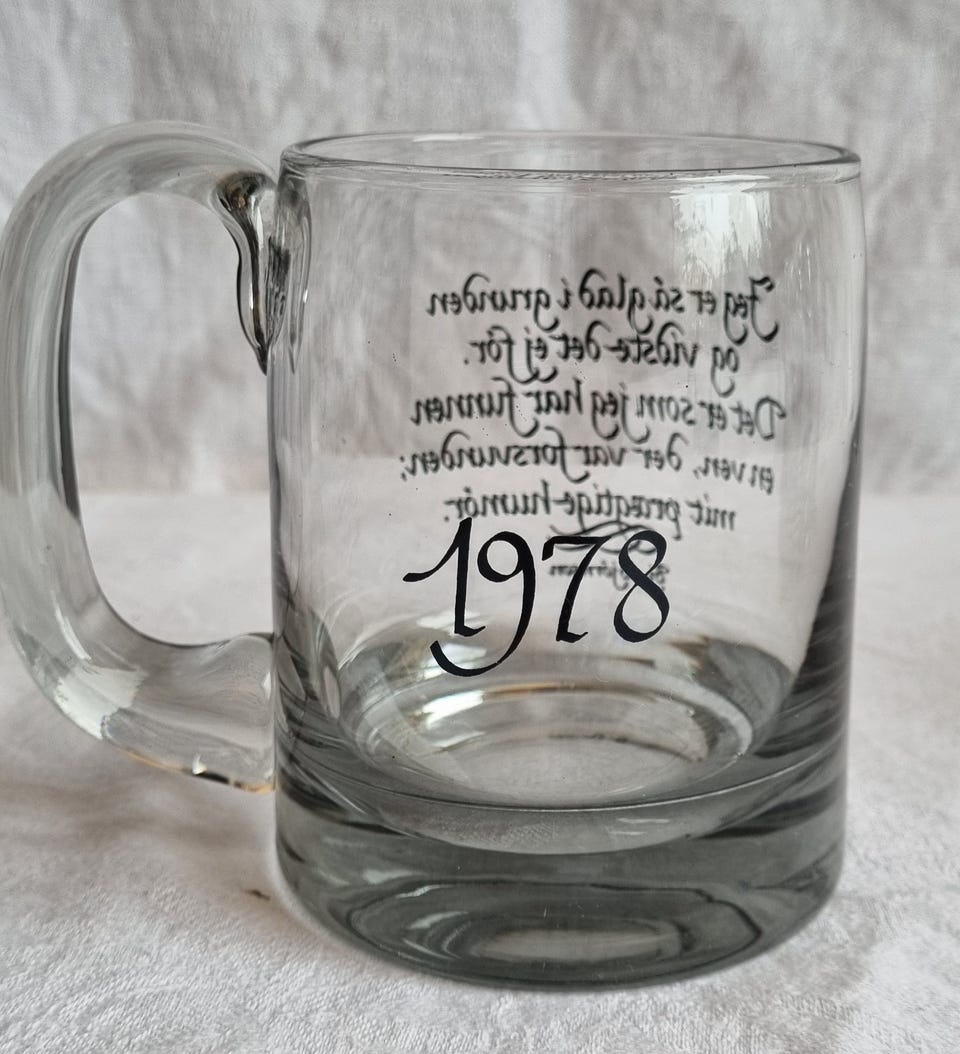 Jeg er så glad i grunden
og vidste det ej før.
Det er som jeg har funnen
en ven, der var forsvunden;
mit prægtige humør.
1978